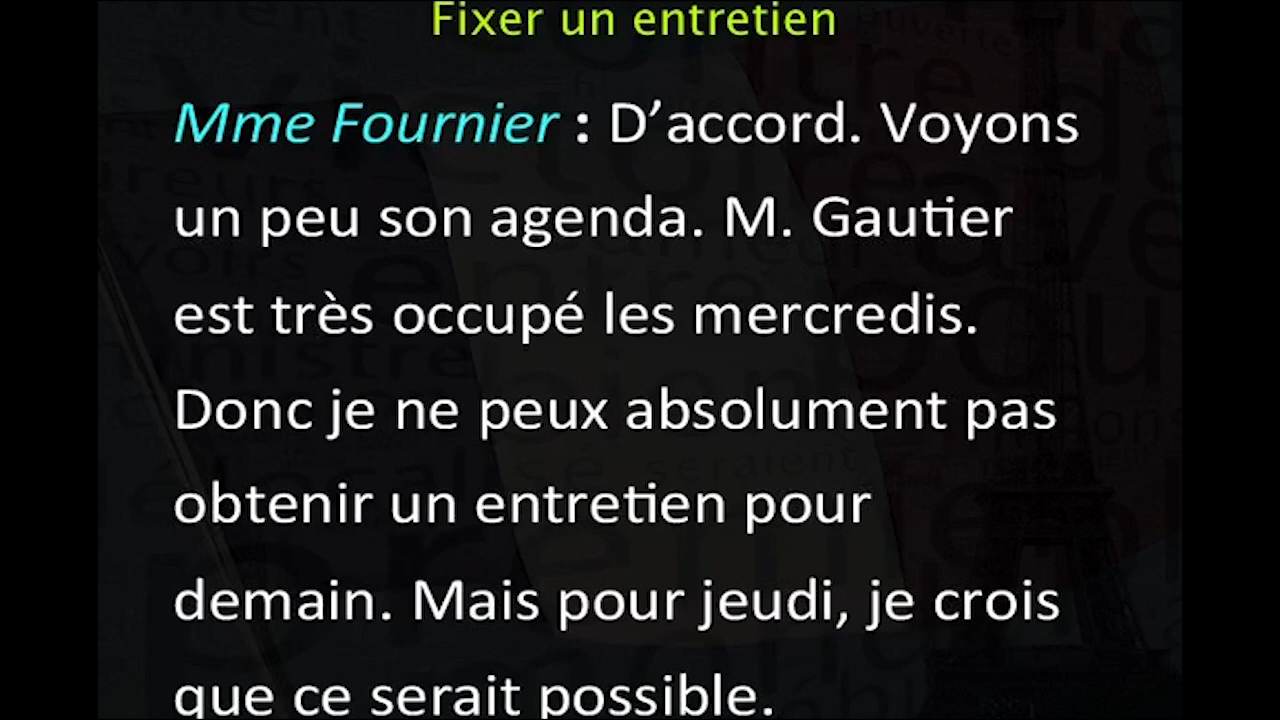 Fixer un entretien
Mme Fournier : D’accord. Voyons
un peu son agenda. M. Gautier
est très occupé les mercredis.
Donc je ne peux absolument pas
obtenir un entretien pour
demain. Mais pour jeudi, je crois
que ce serait possible.